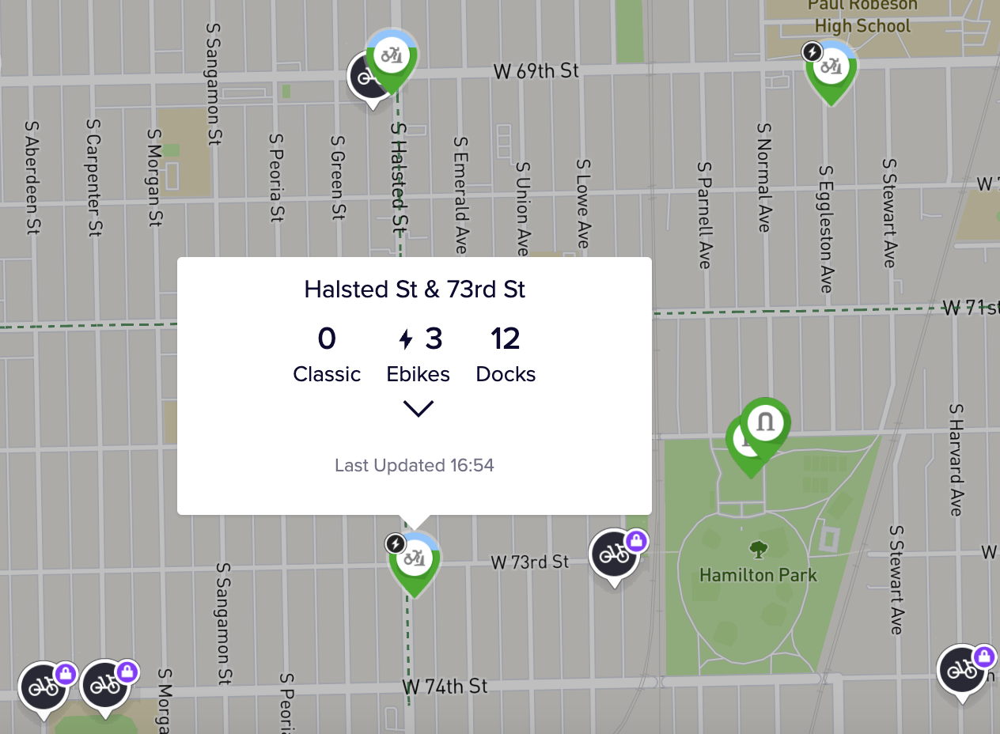 Paul Robeson
High School
W 69th St
S Sangamon St
S Aberdeen St
S Carpenter St
S Morgan St
S Peoria St
S Green St
S Halsted St
S Emerald Ave
S Union Ave
S Lowe Ave
S Parnell Ave
S Normal Ave
S Eggleston Ave
S Stewart Ave
W 7
Halsted St & 73rd St
0 3 12
Classic Ebikes Docks
Last Updated 16:54
W 71st
S Harvard Ave
W 73rd St
Hamilton Park
S Stewart Ave
W
S Sangamon St
S Morga
S Peoria
W 74th St
h